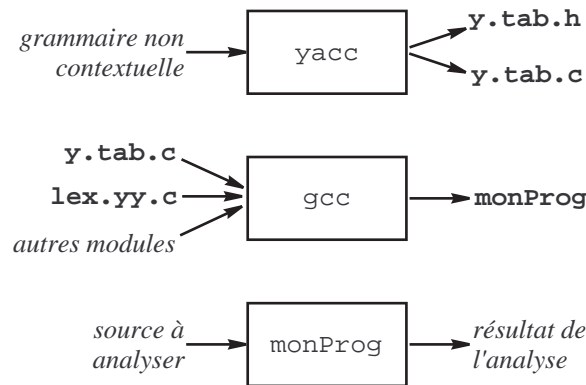 grammaire non
contextuelle
yacc
y.tab.h
y.tab.c
y.tab.c
lex.yy.c
autres modules
gcc
monProg
source à
analyser
monProg
résultat de
l'analyse